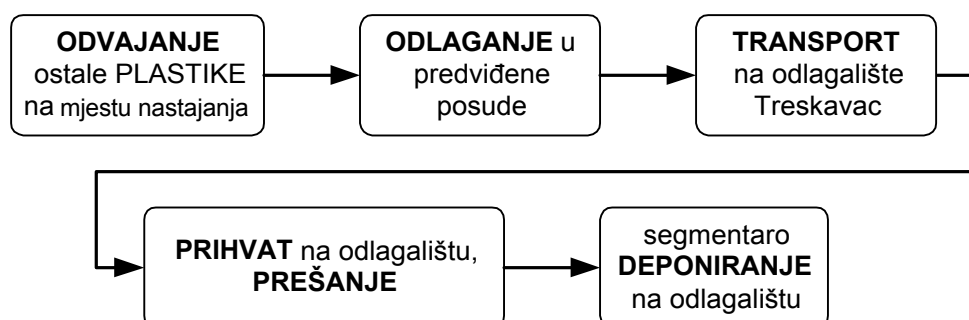 ODVAJANJE
ostale PLASTIKE
na mjestu nastajanja
ODLAGANJE u
predviđene
posude
TRANSPORT
na odlagalište
Treskavac
PRIHVAT na odlagalištu,
PREŠANJE
segmentaro
DEPONIRANJE
na odlagalištu